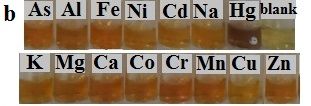 b As Al Fe Ni Cd Na Hg blank
K Mg Ca Co Cr Mn Cu Zn